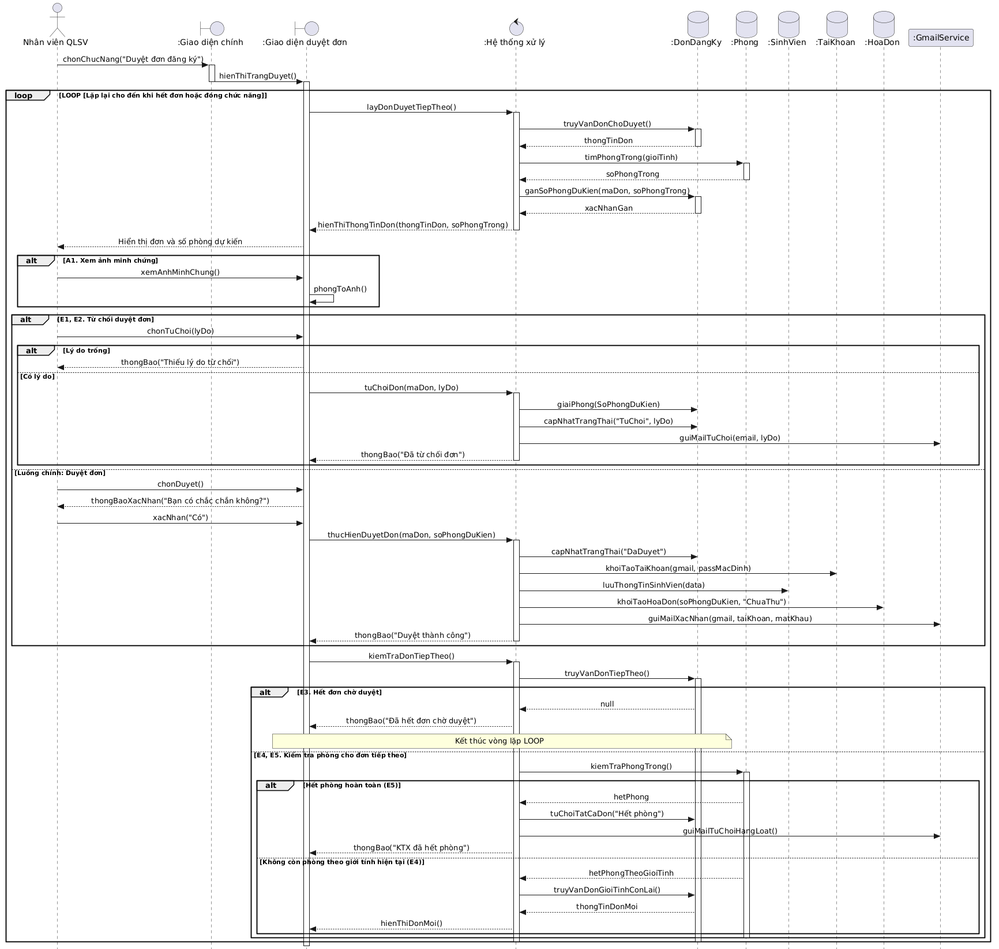 Nhân viên QLSV
:Giao diện chính
:Giao diện duyệt đơn
:Hệ thống xử lý
:DonDangKy
:Phong
:SinhVien
:TaiKhoan
:HoaDon
:GmailService
chonChucNang("Duyệt đơn đăng ký")
hienThiTrangDuyet()
loop [LOOP [Lặp lại cho đến khi hết đơn hoặc đóng chức năng]]
layDonDuyetTiepTheo()
truyVanDonChoDuyet()
thongTinDon
timPhongTrong(gioiTinh)
soPhongTrong
ganSoPhongDuKien(maDon, soPhongTrong)
xacNhanGan
hienThiThongTinDon(thongTinDon, soPhongTrong)
Hiển thị đơn và số phòng dự kiến
alt [A1. Xem ảnh minh chứng]
xemAnhMinhChung()
phongToAnh()
alt [E1, E2. Từ chối duyệt đơn]
chonTuChoi(lyDo)
alt [Lý do trống]
thongBao("Thiếu lý do từ chối")
[Có lý do]
tuChoiDon(maDon, lyDo)
giaiPhong(SoPhongDuKien)
capNhatTrangThai("TuChoi", lyDo)
guiMailTuChoi(email, lyDo)
thongBao("Đã từ chối đơn")
[Luồng chính: Duyệt đơn]
chonDuyet()
thongBaoXacNhan("Bạn có chắc chắn không?")
xacNhan("Có")
thucHienDuyetDon(maDon, soPhongDuKien)
capNhatTrangThai("DaDuyet")
khoiTaoTaiKhoan(gmail, passMacDinh)
luuThongTinSinhVien(data)
khoiTaoHoaDon(soPhongDuKien, "ChuaThu")
guiMailXacNhan(gmail, taiKhoan, matKhau)
thongBao("Duyệt thành công")
kiemTraDonTiepTheo()
truyVanDonTiepTheo()
alt [E3. Hết đơn chờ duyệt]
null
thongBao("Đã hết đơn chờ duyệt")
Kết thúc vòng lặp LOOP
[E4, E5. Kiểm tra phòng cho đơn tiếp theo]
kiemTraPhongTrong()
alt [Hết phòng hoàn toàn (E5)]
hetPhong
tuChoiTatCaDon("Hết phòng")
guiMailTuChoiHangLoat()
thongBao("KTX đã hết phòng")
[Không còn phòng theo giới tính hiện tại (E4)]
hetPhongTheoGioiTinh
truyVanDonGioiTinhConLai()
thongTinDonMoi
hienThiDonMoi()